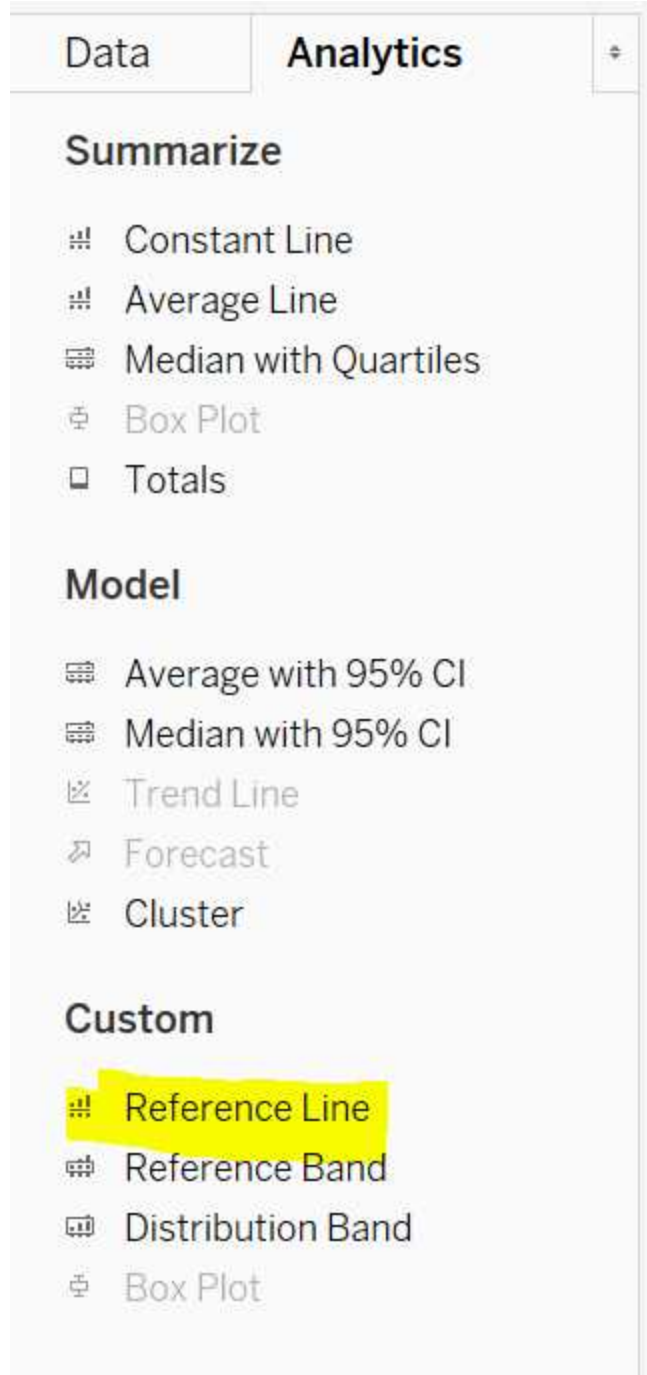 Data Analytics
Summarize
Constant Line
Average Line
Median with Quartiles
Box Plot
Totals
Model
Average with 95% CI
Median with 95% CI
Trend Line
Forecast
Cluster
Custom
Reference Line
Reference Band
Distribution Band
Box Plot